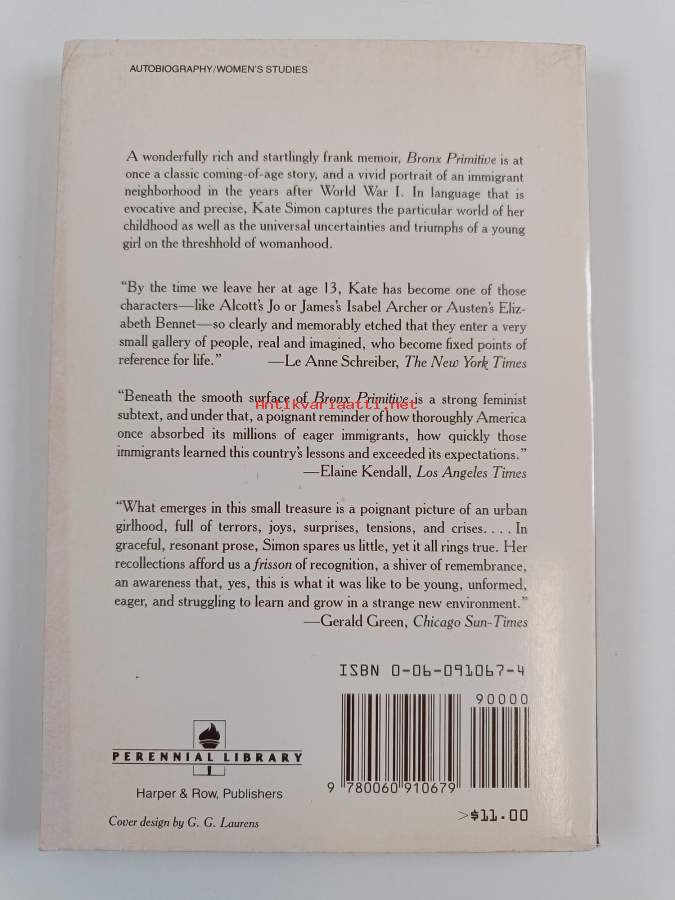 AUTOBIOGRAPHY/WOMEN'S STUDIES
A wonderfully rich and startlingly frank memoir, Bronx Primitive is at
once a classic coming-of-age story, and a vivid portrait of an immigrant
neighborhood in the years after World War I. In language that is
evocative and precise, Kate Simon captures the particular world of her
childhood as well as the universal uncertainties and triumphs of a young
girl on the threshhold of womanhood.
“By the time we leave her at age 13, Kate has become one of those
characters—like Alcott's Jo or James's Isabel Archer or Austen's Eliz-
abeth Bennet—so clearly and memorably etched that they enter a very
small gallery of people, real and imagined, who become fixed points of
reference for life.” —Le Anne Schreiber, The New York Times
“Beneath the smooth surface of Bronx Primitive is a strong feminist
Antikvariaatti.net
subtext, and under that, a poignant reminder of how thoroughly America
once absorbed its millions of eager immigrants, how quickly those
immigrants learned this country's lessons and exceeded its expectations.”
—Elaine Kendall, Los Angeles Times
“What emerges in this small treasure is a poignant picture of an urban
girlhood, full of terrors, joys, surprises, tensions, and crises. . . . In
graceful, resonant prose, Simon spares us little, yet it all rings true. Her
recollections afford us a frisson of recognition, a shiver of remembrance,
an awareness that, yes, this is what it was like to be young, unformed,
eager, and struggling to learn and grow in a strange new environment.”
—Gerald Green, Chicago Sun-Times
ISBN 0-06-091067-4
90000
9 780060 910679
>$11.00
PERENNIAL LIBRARY
Harper & Row, Publishers
Cover design by G. G. Laurens